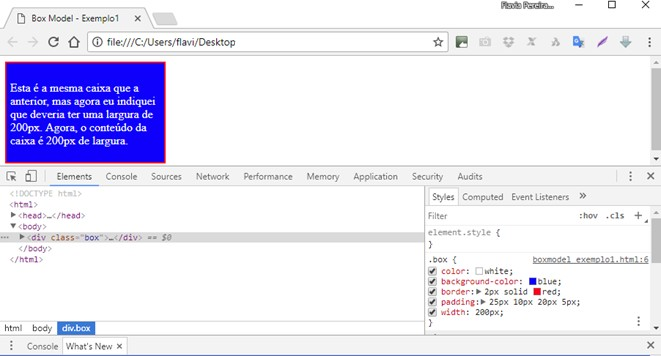 Flávia Pereira...
Box Model - Exemplo1
file:///C:/Users/flavi/Desktop
Esta é a mesma caixa que a
anterior, mas agora eu indiquei
que deveria ter uma largura de
200px. Agora, o conteúdo da
caixa é 200px de largura.
Elements Console Sources Network Performance Memory Application Security Audits
<!DOCTYPE html>
<html>
<head>…</head>
<body>
<div class="box">…</div> == $0
</body>
</html>
html body div.box
Styles Computed Event Listeners »
Filter :hov .cls +
element.style {
}
.box { boxmodel exemplo1.html:6
color: white;
background-color: blue;
border: 2px solid red;
padding: 25px 10px 20px 5px;
width: 200px;
}
Console What's New